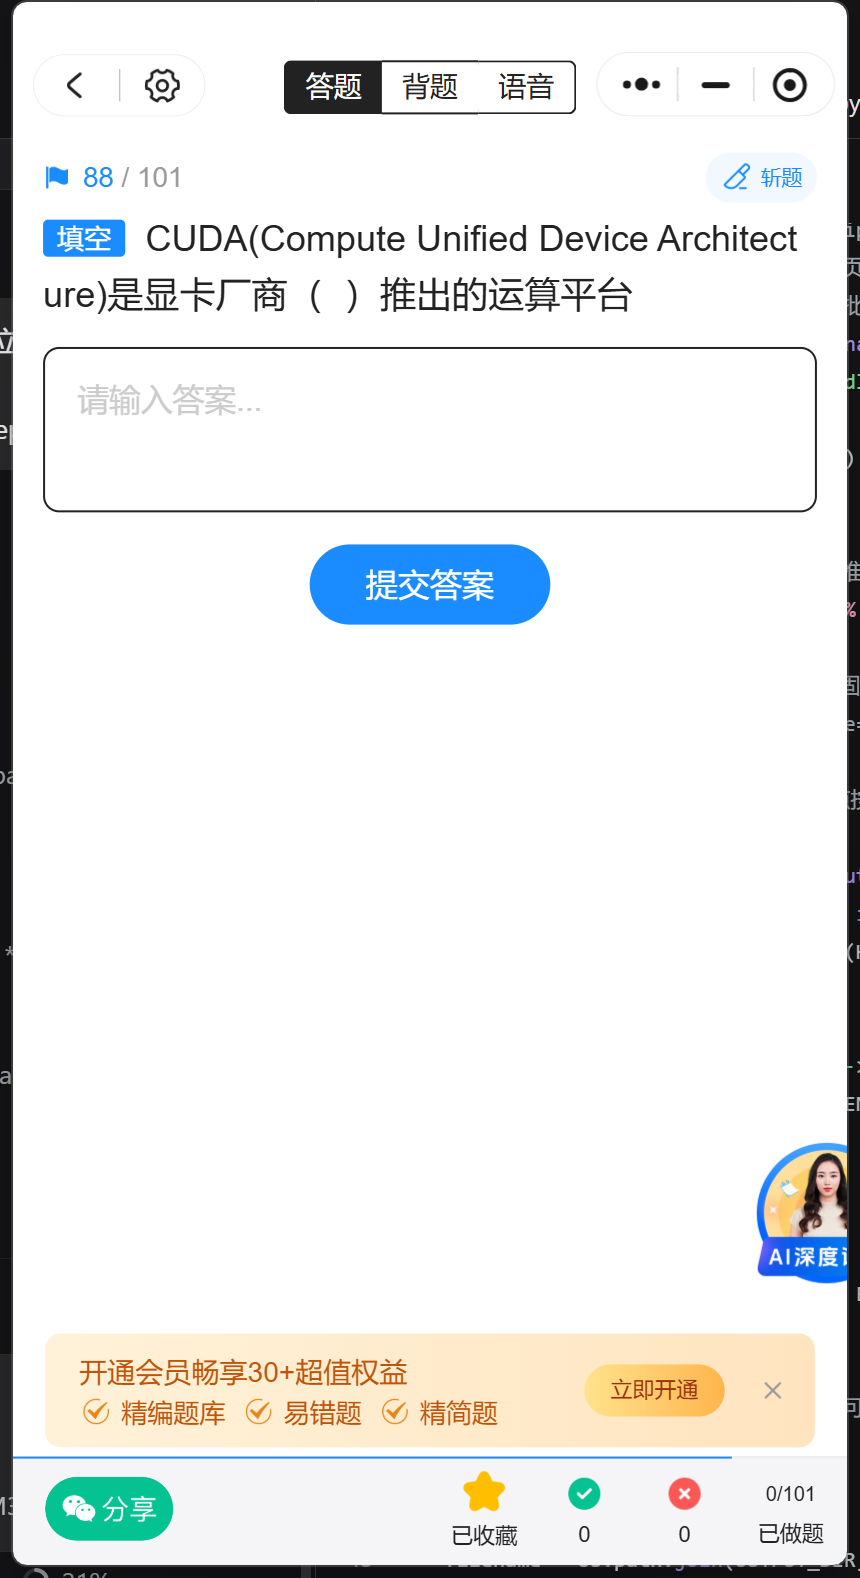 答题 背题 语音
88 / 101
斩题
填空 CUDA(Compute Unified Device Architect
ure)是显卡厂商（ ）推出的运算平台
请输入答案...
提交答案
AI深度
开通会员畅享30+超值权益
精编题库 易错题 精简题
立即开通
分享
已收藏
0
0
0/101
已做题